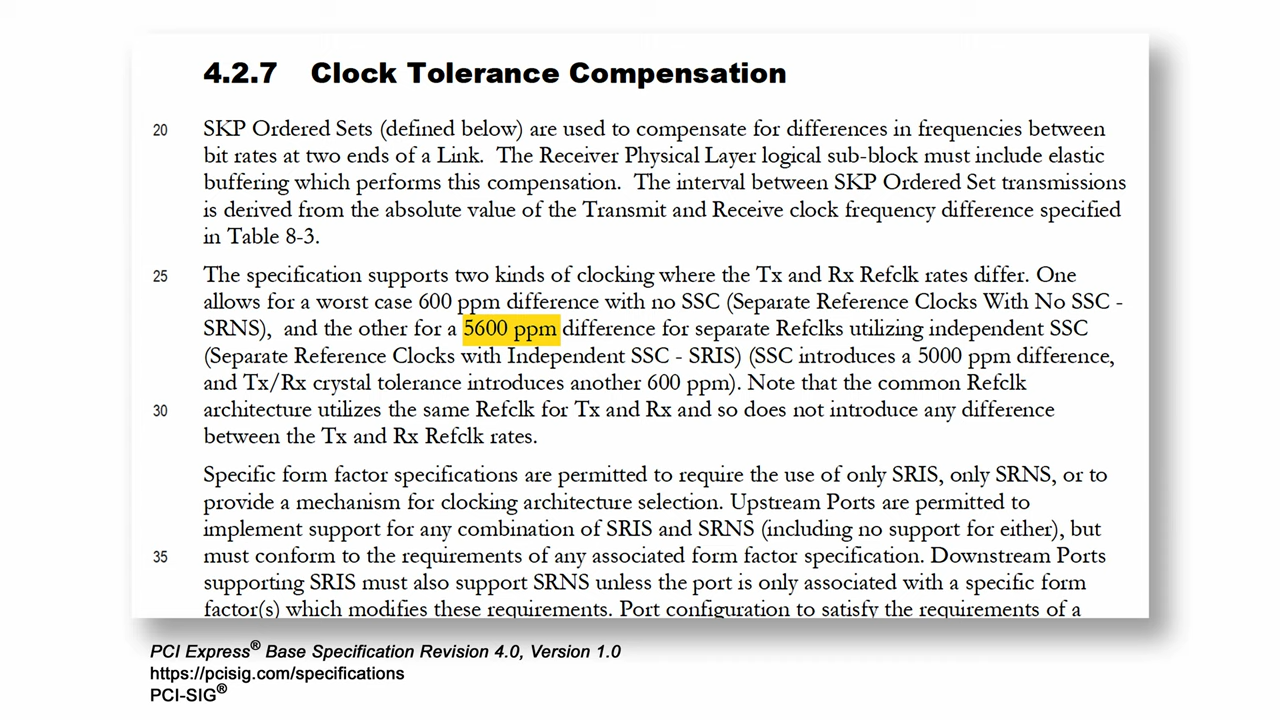 4.2.7 Clock Tolerance Compensation
20 SKP Ordered Sets (defined below) are used to compensate for differences in frequencies between
bit rates at two ends of a Link. The Receiver Physical Layer logical sub-block must include elastic
buffering which performs this compensation. The interval between SKP Ordered Set transmissions
is derived from the absolute value of the Transmit and Receive clock frequency difference specified
in Table 8-3.
25 The specification supports two kinds of clocking where the Tx and Rx Refclk rates differ. One
allows for a worst case 600 ppm difference with no SSC (Separate Reference Clocks With No SSC -
SRNS), and the other for a 5600 ppm difference for separate Refclks utilizing independent SSC
(Separate Reference Clocks with Independent SSC - SRIS) (SSC introduces a 5000 ppm difference,
and Tx/Rx crystal tolerance introduces another 600 ppm). Note that the common Refclk
30 architecture utilizes the same Refclk for Tx and Rx and so does not introduce any difference
between the Tx and Rx Refclk rates.
Specific form factor specifications are permitted to require the use of only SRIS, only SRNS, or to
provide a mechanism for clocking architecture selection. Upstream Ports are permitted to
implement support for any combination of SRIS and SRNS (including no support for either), but
35 must conform to the requirements of any associated form factor specification. Downstream Ports
supporting SRIS must also support SRNS unless the port is only associated with a specific form
factor(s) which modifies these requirements. Port configuration to satisfy the requirements of a
PCI Express® Base Specification Revision 4.0, Version 1.0
https://pcisig.com/specifications
PCI-SIG®